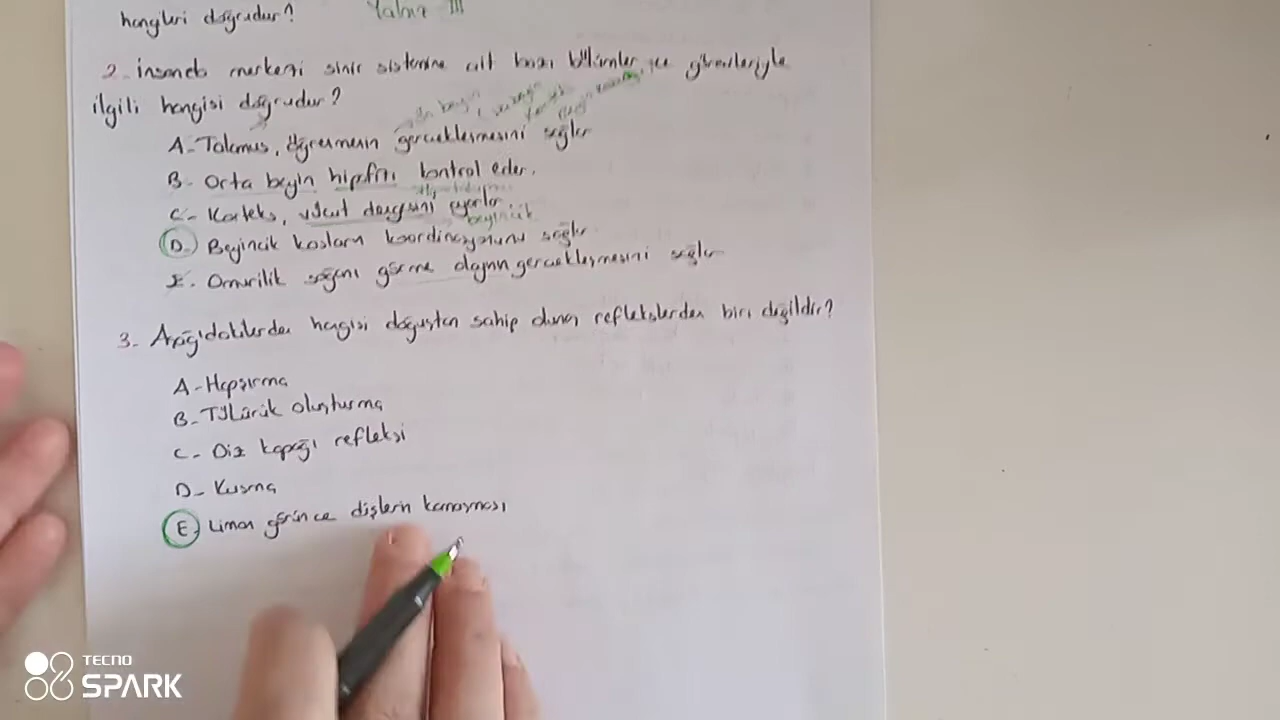 hangileri doğrudur? Yalnız III
2. İnsanda merkezi sinir sistemine ait bazı bölümler ve görevleriyle
ilgili hangisi doğrudur?
A- Talamus, öğrenmenin gerçekleşmesini sağlar
B- Orta beyin hipofizi kontrol eder.
C- Korteks, vücut dengesini ayarlar.
beyincik
D. Beyincik kasların koordinasyonunu sağlar
E. Omurilik soğanı görme olayının gerçekleşmesini sağlar
3- Aşağıdakilerden hangisi doğuştan sahip olunan reflekslerden biri değildir?
A- Hapşırma
B- Tükürük oluşturma
C- Diz kapağı refleksi
D- Kusma
E. Limon görünce dişlerin kamaşması
TECNO
SPARK